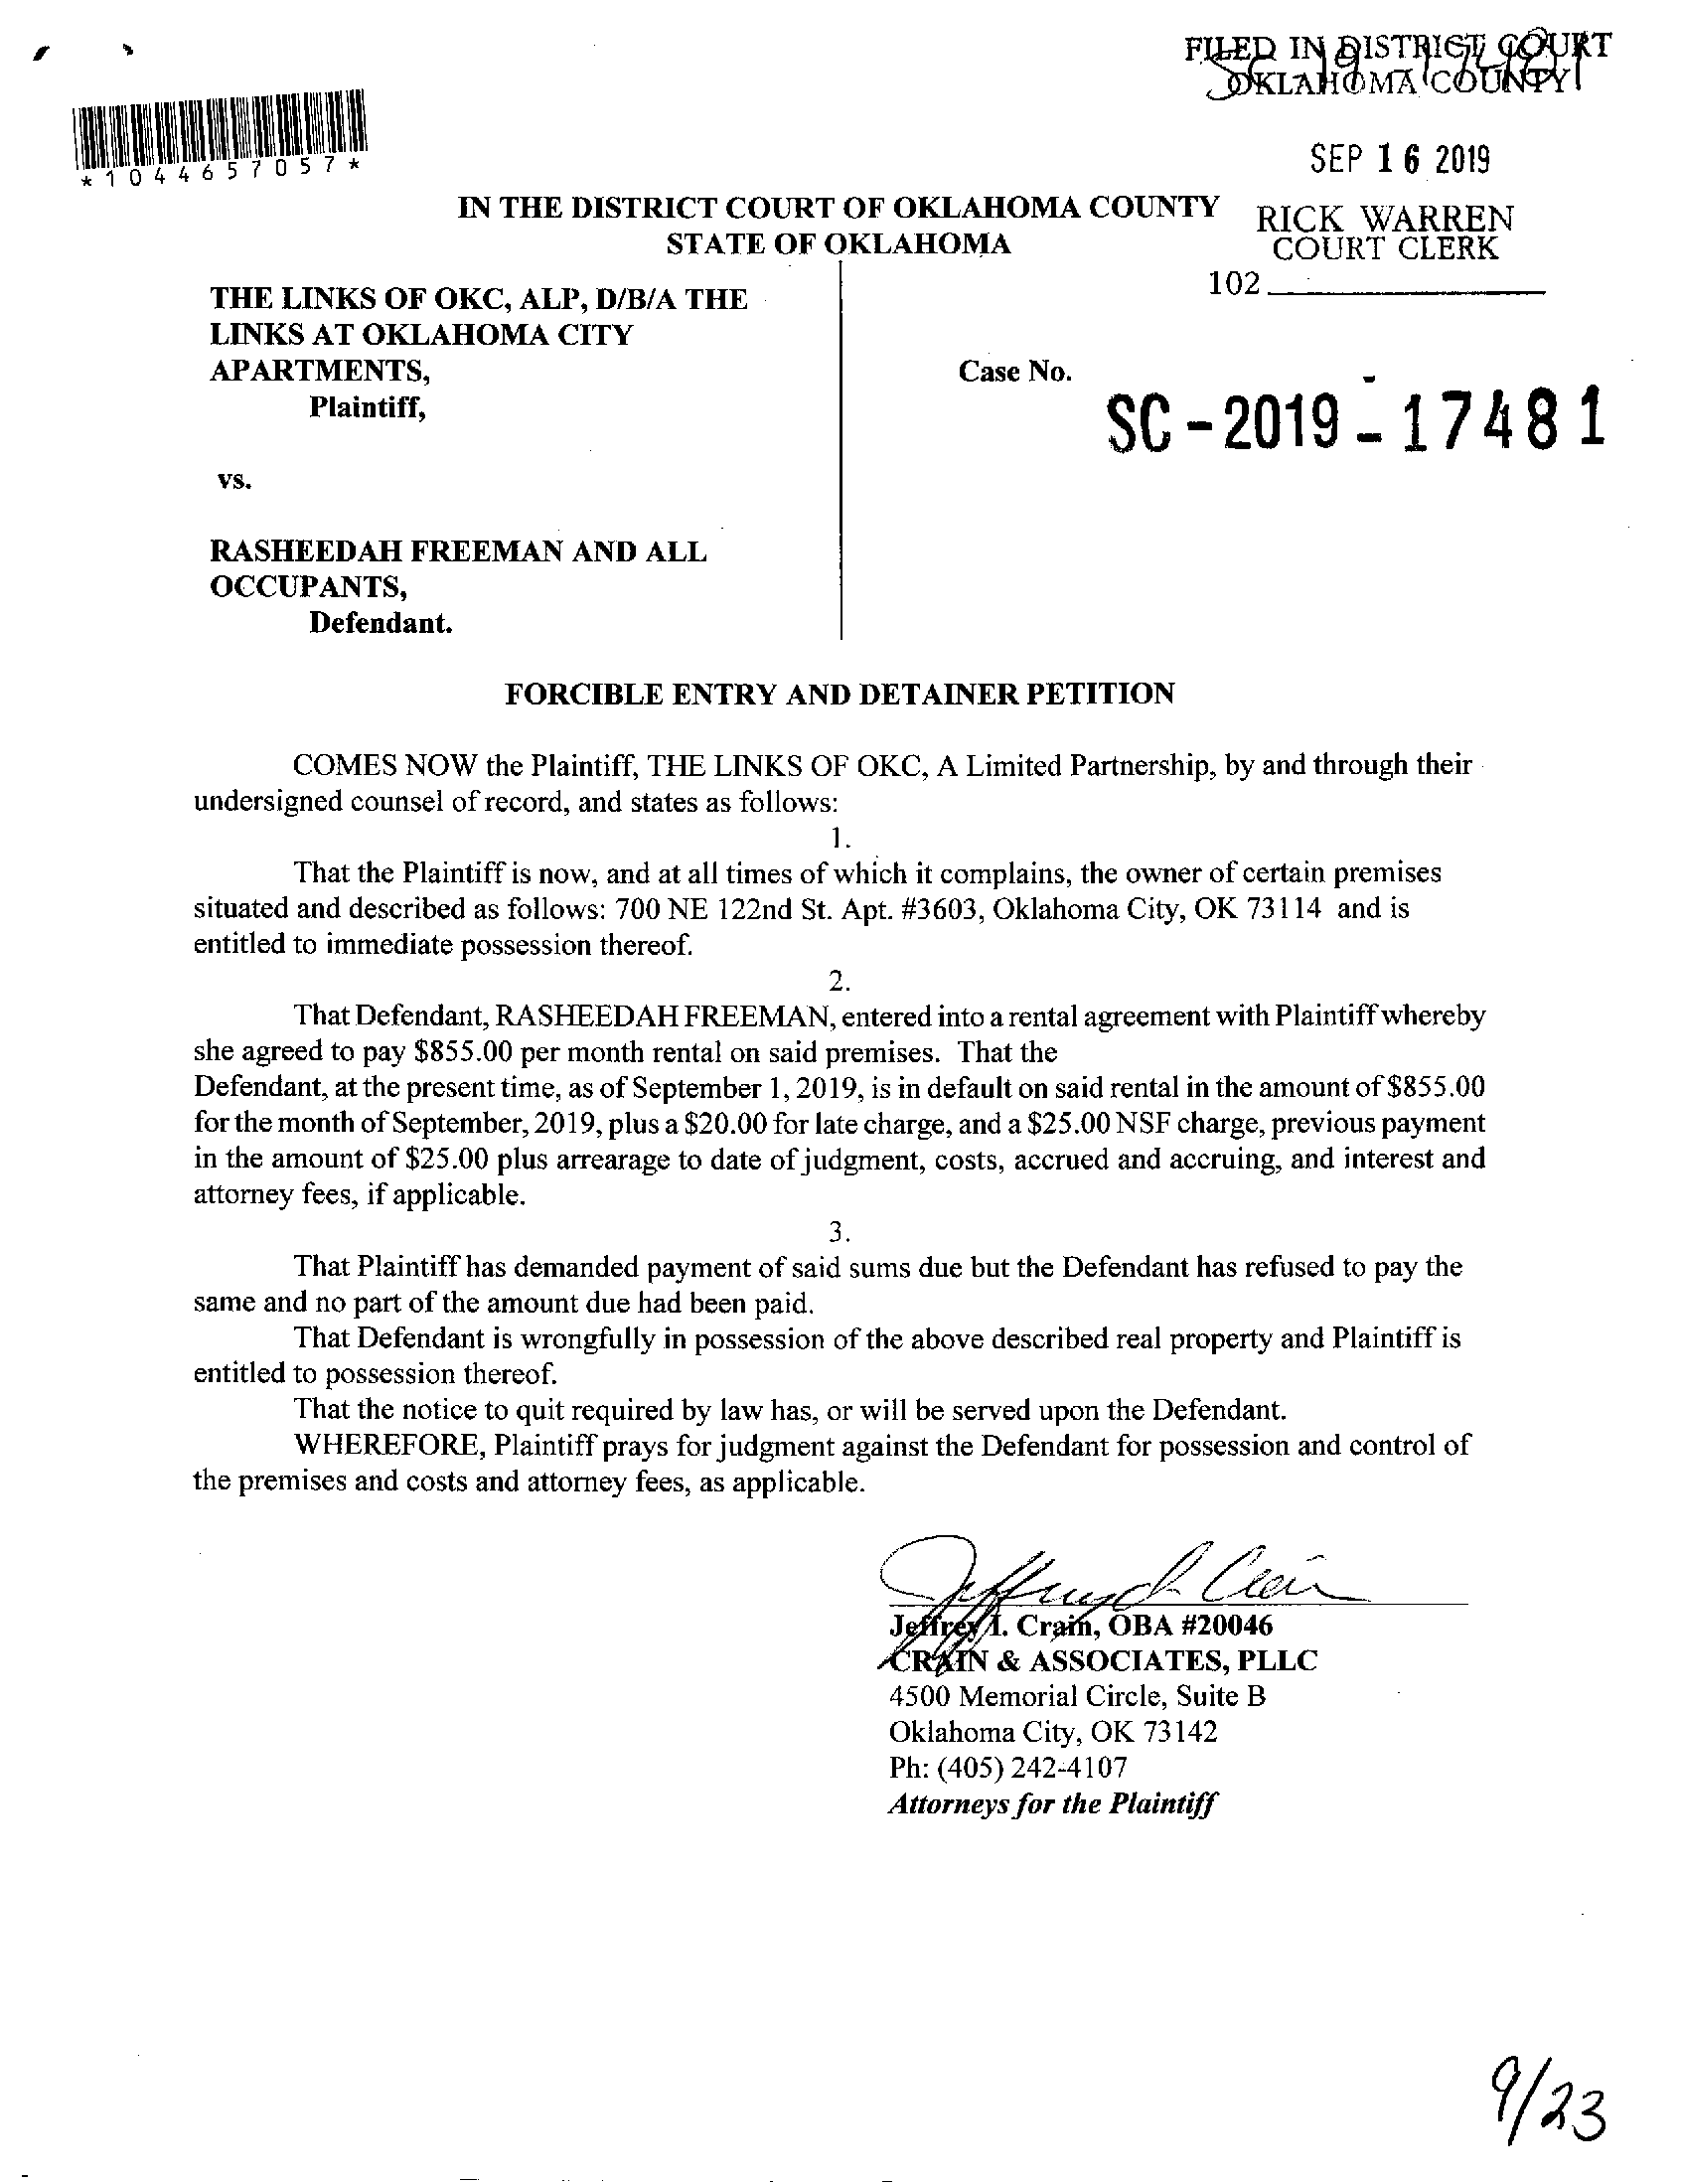 FILED IN DISTRICT COURT
OKLAHOMA COUNTY
SC 19-17481
*1044657057*
SEP 16 2019
IN THE DISTRICT COURT OF OKLAHOMA COUNTY
STATE OF OKLAHOMA
RICK WARREN
COURT CLERK
102
THE LINKS OF OKC, ALP, D/B/A THE
LINKS AT OKLAHOMA CITY
APARTMENTS,
Plaintiff,
Case No.
SC-2019-17481
vs.
RASHEEDAH FREEMAN AND ALL
OCCUPANTS,
Defendant.
FORCIBLE ENTRY AND DETAINER PETITION
COMES NOW the Plaintiff, THE LINKS OF OKC, A Limited Partnership, by and through their
undersigned counsel of record, and states as follows:
1.
That the Plaintiff is now, and at all times of which it complains, the owner of certain premises
situated and described as follows: 700 NE 122nd St. Apt. #3603, Oklahoma City, OK 73114 and is
entitled to immediate possession thereof.
2.
That Defendant, RASHEEDAH FREEMAN, entered into a rental agreement with Plaintiff whereby
she agreed to pay $855.00 per month rental on said premises. That the
Defendant, at the present time, as of September 1, 2019, is in default on said rental in the amount of $855.00
for the month of September, 2019, plus a $20.00 for late charge, and a $25.00 NSF charge, previous payment
in the amount of $25.00 plus arrearage to date of judgment, costs, accrued and accruing, and interest and
attorney fees, if applicable.
3.
That Plaintiff has demanded payment of said sums due but the Defendant has refused to pay the
same and no part of the amount due had been paid.
That Defendant is wrongfully in possession of the above described real property and Plaintiff is
entitled to possession thereof.
That the notice to quit required by law has, or will be served upon the Defendant.
WHEREFORE, Plaintiff prays for judgment against the Defendant for possession and control of
the premises and costs and attorney fees, as applicable.
Jeffrey I. Crain, OBA #20046
CRAIN & ASSOCIATES, PLLC
4500 Memorial Circle, Suite B
Oklahoma City, OK 73142
Ph: (405) 242-4107
Attorneys for the Plaintiff
9/23